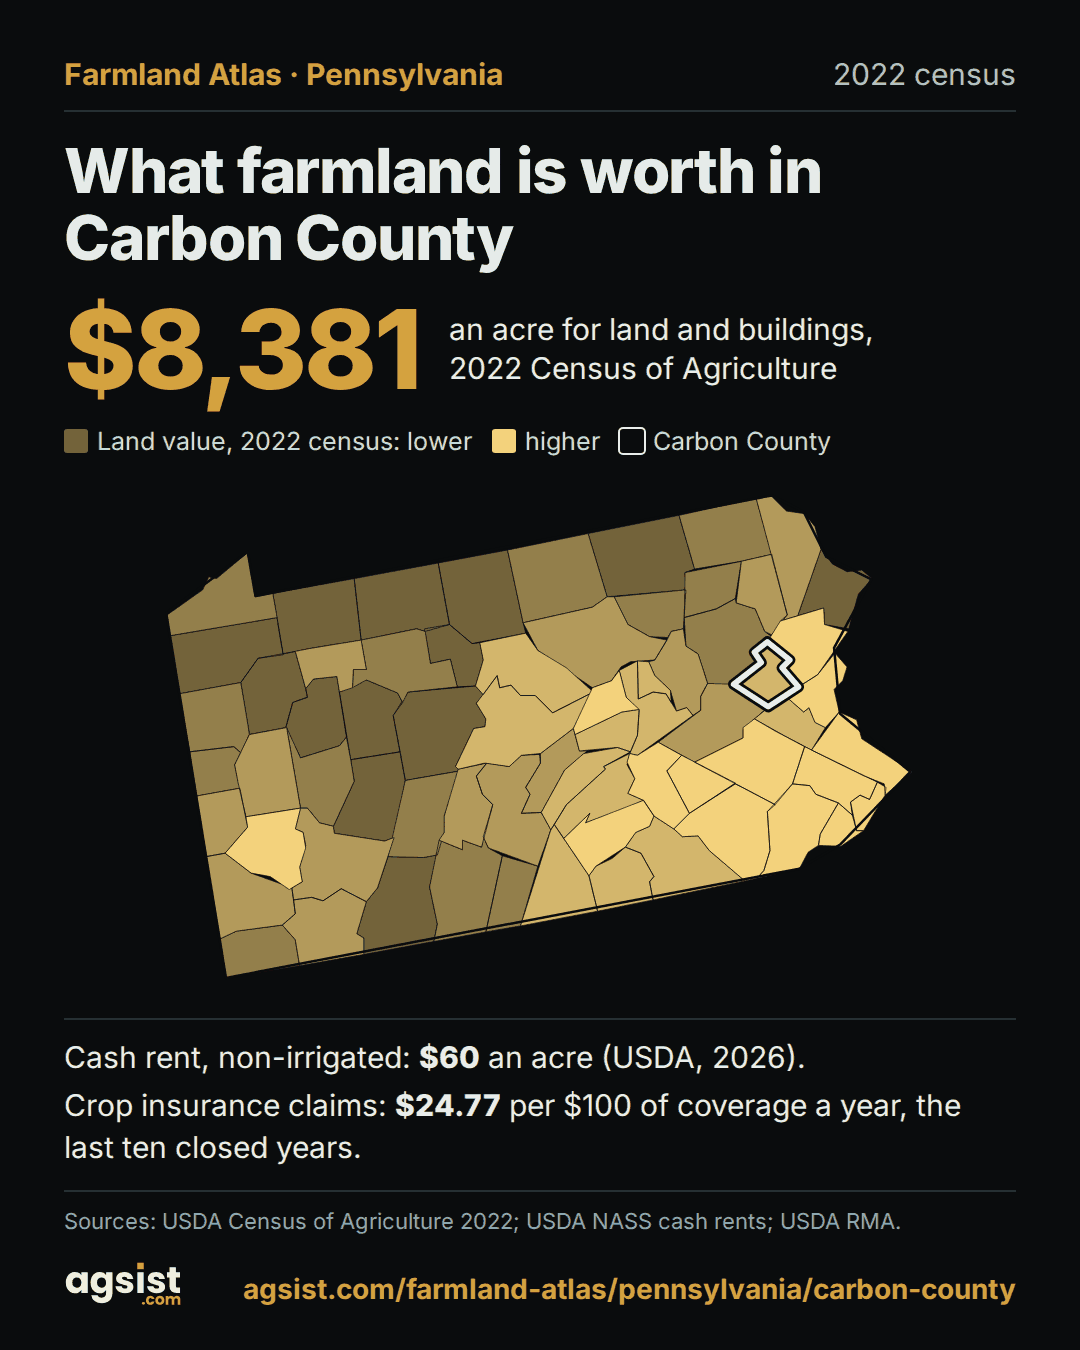 Farmland Atlas · Pennsylvania
2022 census
What farmland is worth in
Carbon County
$8,381
an acre for land and buildings,
2022 Census of Agriculture
Land value, 2022 census: lower
higher
Carbon County
Cash rent, non-irrigated: $60 an acre (USDA, 2026).
Crop insurance claims: $24.77 per $100 of coverage a year, the
last ten closed years.
Sources: USDA Census of Agriculture 2022; USDA NASS cash rents; USDA RMA.
agsist
.com
agsist.com/farmland-atlas/pennsylvania/carbon-county